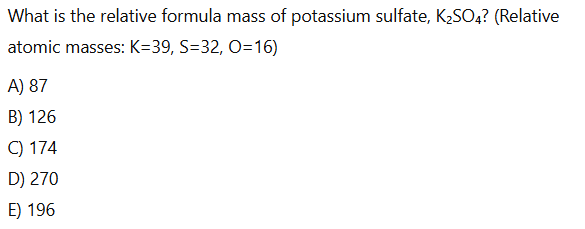 What is the relative formula mass of potassium sulfate, K₂SO₄? (Relative
atomic masses: K=39, S=32, O=16)
A) 87
B) 126
C) 174
D) 270
E) 196